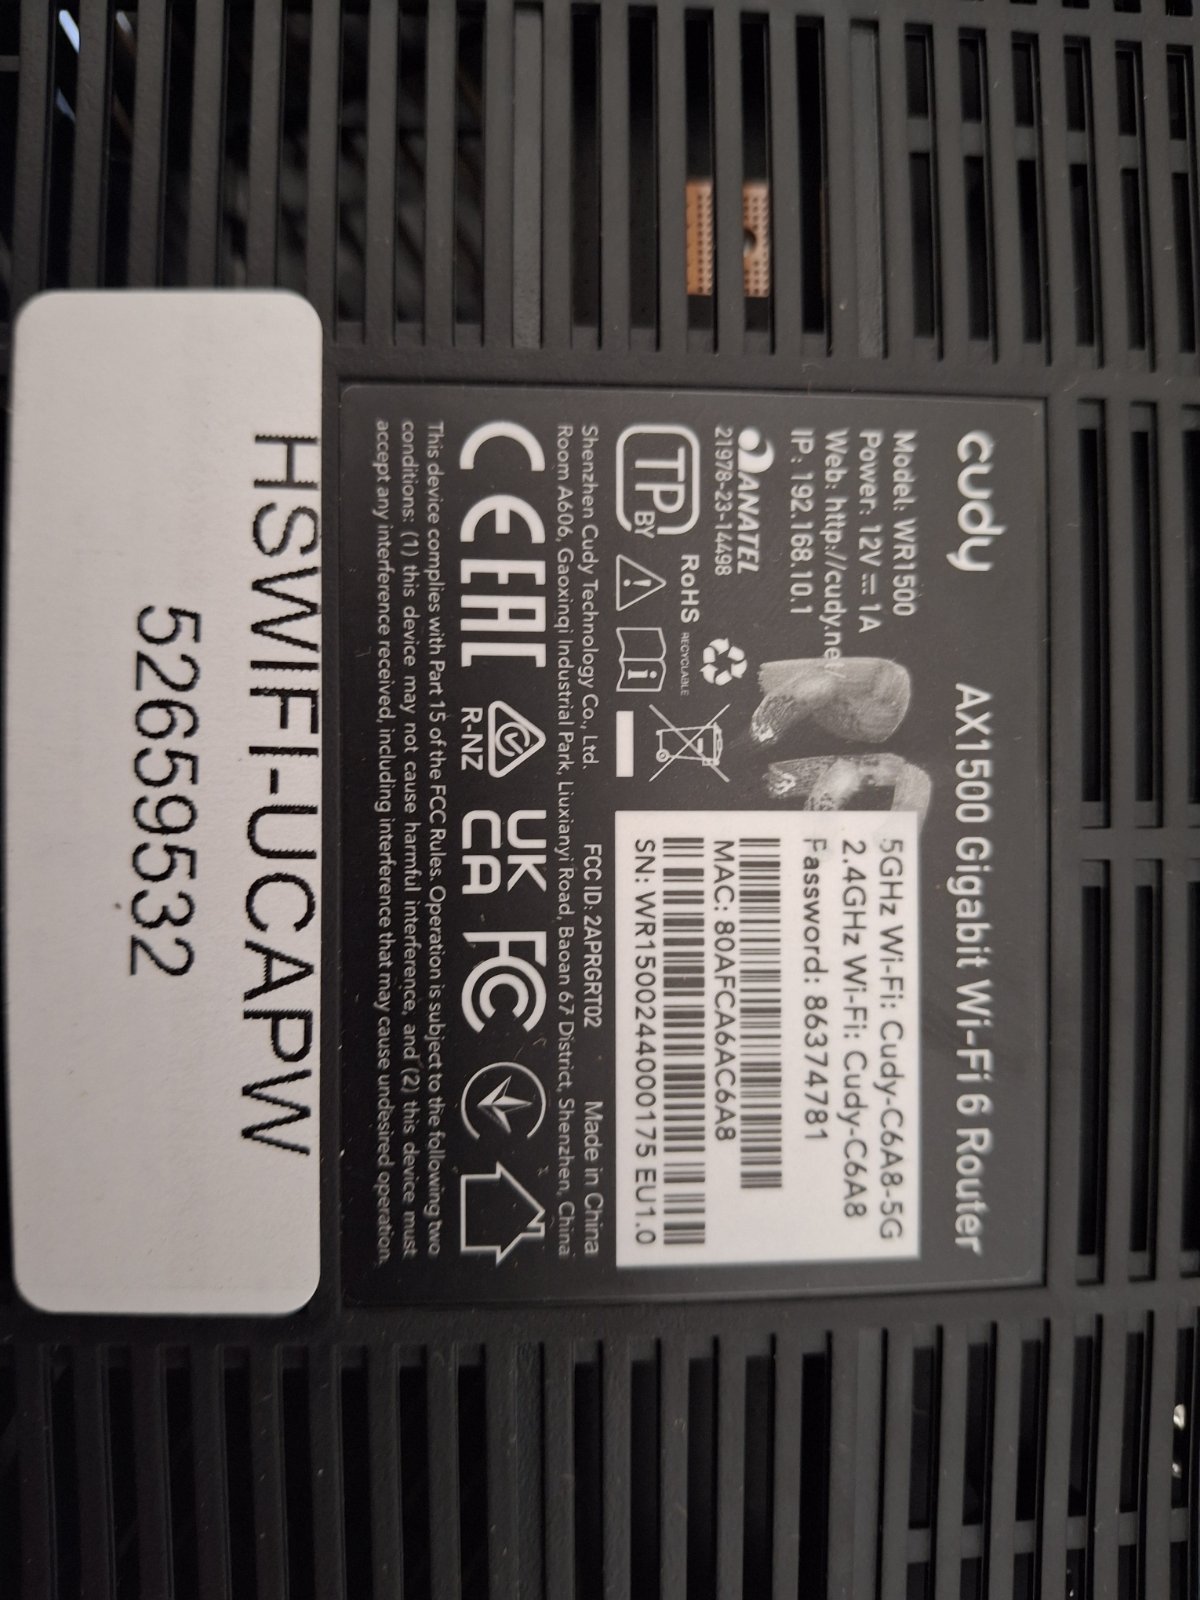 cudy
AX1500 Gigabit Wi-Fi 6 Router
Model: WR1500
Power: 12V ⎓ 1A
Web: http://cudy.net
IP: 192.168.10.1
5GHz Wi-Fi: Cudy-C6A8-5G
2.4GHz Wi-Fi: Cudy-C6A8
Password: 86374781
MAC: 80AFCA6AC6A8
SN: WR15002440000175 EU1.0
ANATEL
21978-23-14498
RoHS
RECYCLABLE
TP BY
Shenzhen Cudy Technology Co., Ltd.
FCC ID: 2APRGRT02
Made in China
Room A606, Gaoxinqi Industrial Park, Liuxianyi Road, Baoan 67 District, Shenzhen, China
CE EAC R-NZ UK CA FC
This device complies with Part 15 of the FCC Rules. Operation is subject to the following two
conditions: (1) this device may not cause harmful interference, and (2) this device must
accept any interference received, including interference that may cause undesired operation.
HSWIFI-UCAPW
52659532